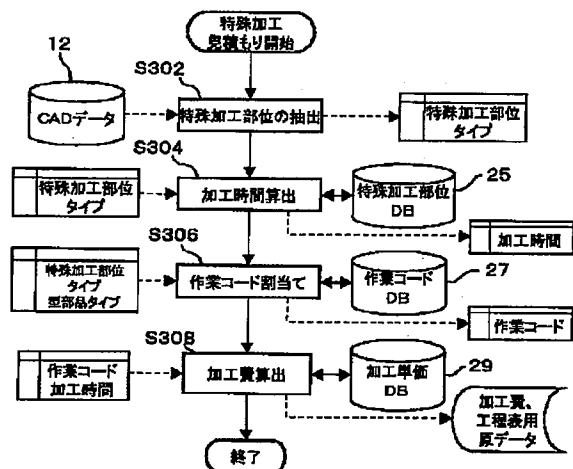 特殊加工
見積もり開始
12
S302
CADデータ
特殊加工部位の抽出
特殊加工部位
タイプ
S304
特殊加工部位
タイプ
加工時間算出
特殊加工部位
DB
25
加工時間
S306
特殊加工部位
タイプ
型部品タイプ
作業コード割当て
作業コード
DB
27
作業コード
S308
作業コード
加工時間
加工費算出
加工単価
DB
29
加工費、
工程表用
原データ
終了